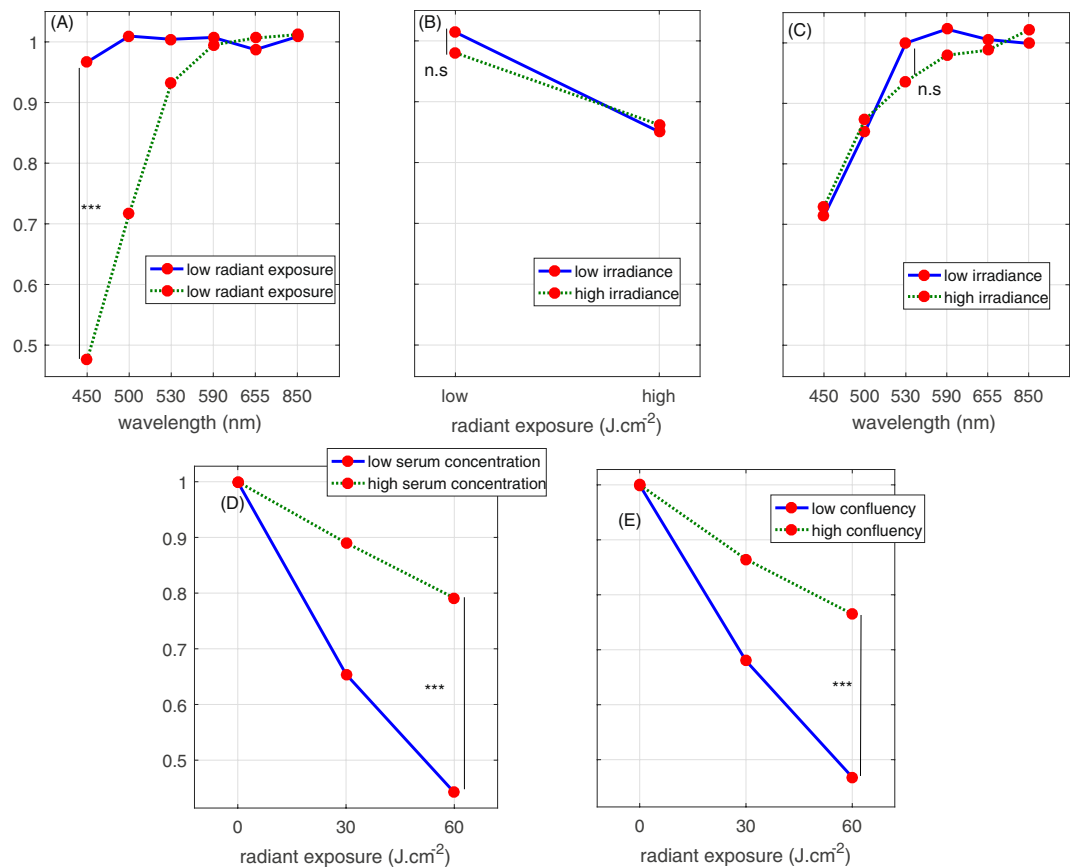 (A)
1
0.9
0.8
0.7
0.6
0.5
***
low radiant exposure
low radiant exposure
450 500 530 590 655 850
wavelength (nm)
(B)
n.s
low irradiance
high irradiance
low high
radiant exposure (J.cm-2)
(C)
n.s
low irradiance
high irradiance
450 500 530 590 655 850
wavelength (nm)
low serum concentration
high serum concentration
(D)
1
0.9
0.8
0.7
0.6
0.5
***
0 30 60
radiant exposure (J.cm-2)
(E)
low confluency
high confluency
***
0 30 60
radiant exposure (J.cm-2)